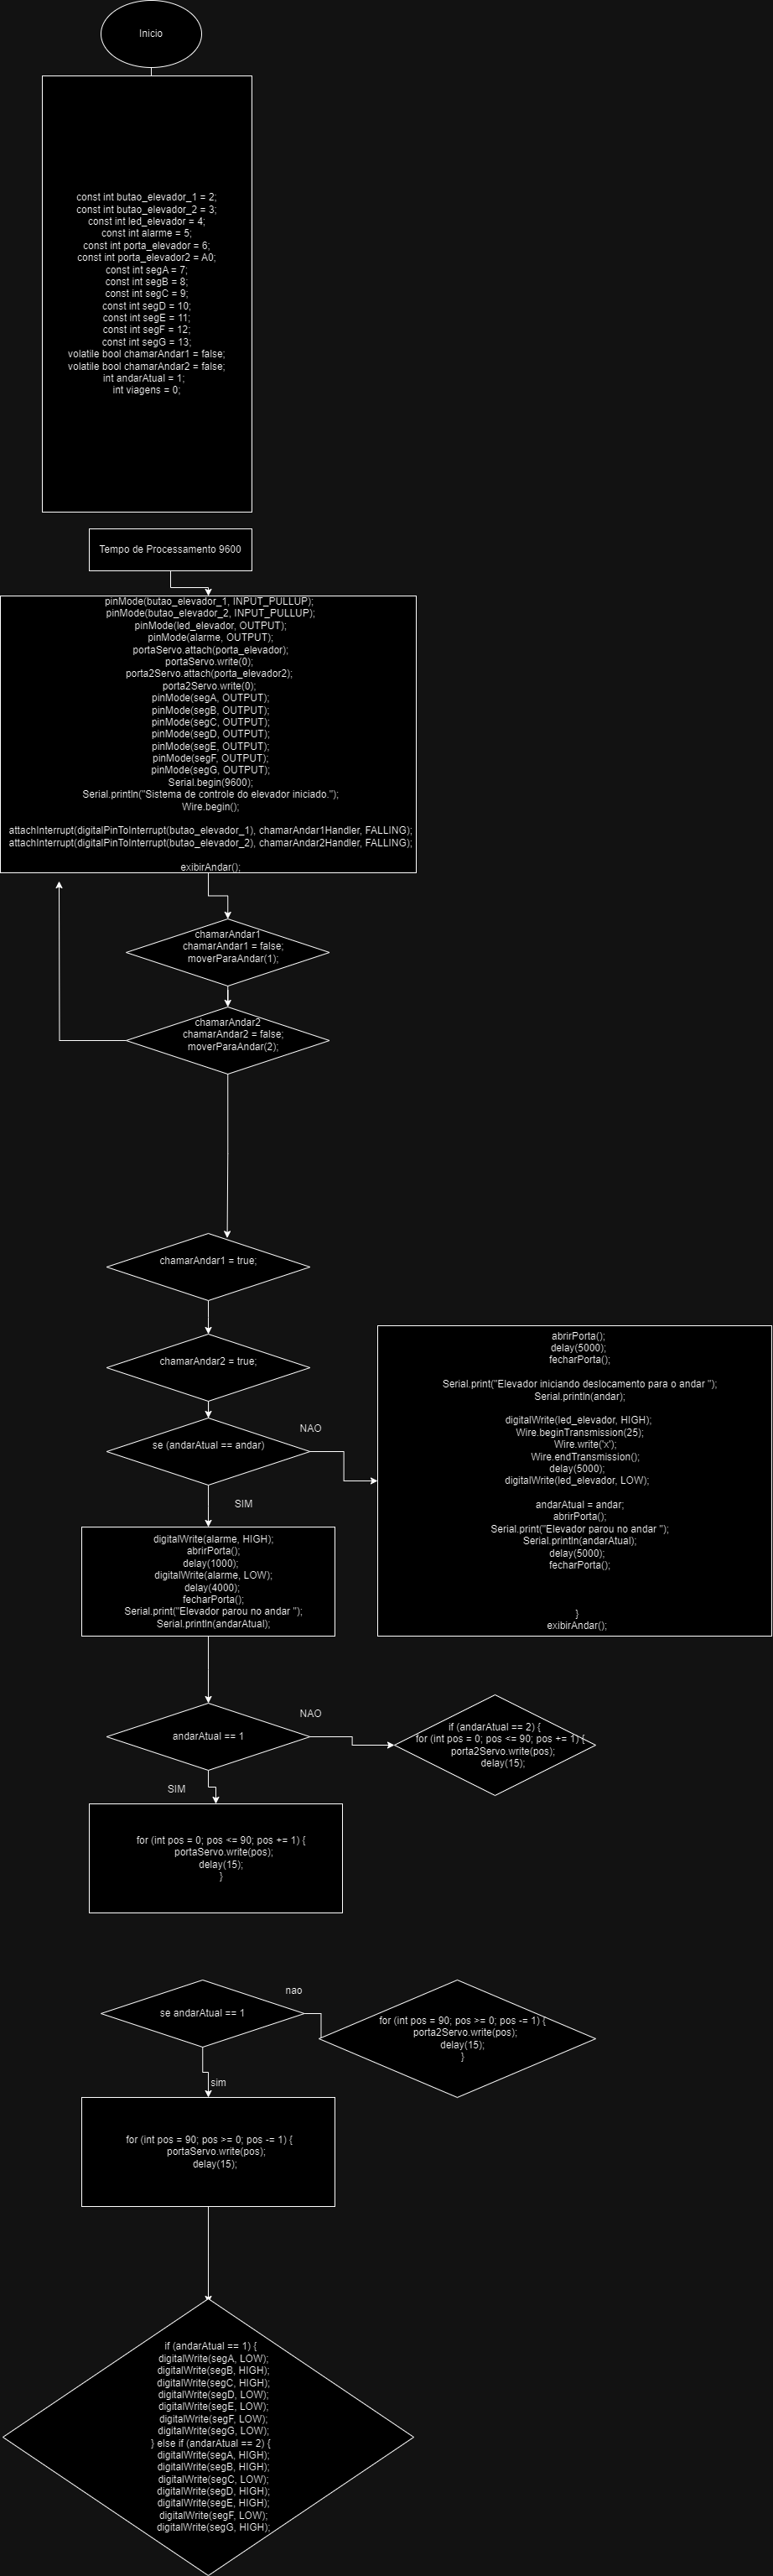 Inicio
const int butao_elevador_1 = 2;
const int butao_elevador_2 = 3;
const int led_elevador = 4;
const int alarme = 5;
const int porta_elevador = 6;
const int porta_elevador2 = A0;
const int segA = 7;
const int segB = 8;
const int segC = 9;
const int segD = 10;
const int segE = 11;
const int segF = 12;
const int segG = 13;
volatile bool chamarAndar1 = false;
volatile bool chamarAndar2 = false;
int andarAtual = 1;
int viagens = 0;
Tempo de Processamento 9600
pinMode(butao_elevador_1, INPUT_PULLUP);
pinMode(butao_elevador_2, INPUT_PULLUP);
pinMode(led_elevador, OUTPUT);
pinMode(alarme, OUTPUT);
portaServo.attach(porta_elevador);
portaServo.write(0);
porta2Servo.attach(porta_elevador2);
porta2Servo.write(0);
pinMode(segA, OUTPUT);
pinMode(segB, OUTPUT);
pinMode(segC, OUTPUT);
pinMode(segD, OUTPUT);
pinMode(segE, OUTPUT);
pinMode(segF, OUTPUT);
pinMode(segG, OUTPUT);
Serial.begin(9600);
Serial.println("Sistema de controle do elevador iniciado.");
Wire.begin();
attachInterrupt(digitalPinToInterrupt(butao_elevador_1), chamarAndar1Handler, FALLING);
attachInterrupt(digitalPinToInterrupt(butao_elevador_2), chamarAndar2Handler, FALLING);
exibirAndar();
chamarAndar1
chamarAndar1 = false;
moverParaAndar(1);
chamarAndar2
chamarAndar2 = false;
moverParaAndar(2);
chamarAndar1 = true;
chamarAndar2 = true;
se (andarAtual == andar)
NAO
SIM
abrirPorta();
delay(5000);
fecharPorta();
Serial.print("Elevador iniciando deslocamento para o andar ");
Serial.println(andar);
digitalWrite(led_elevador, HIGH);
Wire.beginTransmission(25);
Wire.write('x');
Wire.endTransmission();
delay(5000);
digitalWrite(led_elevador, LOW);
andarAtual = andar;
abrirPorta();
Serial.print("Elevador parou no andar ");
Serial.println(andarAtual);
delay(5000);
fecharPorta();
}
exibirAndar();
digitalWrite(alarme, HIGH);
abrirPorta();
delay(1000);
digitalWrite(alarme, LOW);
delay(4000);
fecharPorta();
Serial.print("Elevador parou no andar ");
Serial.println(andarAtual);
andarAtual == 1
NAO
SIM
if (andarAtual == 2) {
for (int pos = 0; pos <= 90; pos += 1) {
porta2Servo.write(pos);
delay(15);
for (int pos = 0; pos <= 90; pos += 1) {
portaServo.write(pos);
delay(15);
}
se andarAtual == 1
nao
sim
for (int pos = 90; pos >= 0; pos -= 1) {
porta2Servo.write(pos);
delay(15);
}
for (int pos = 90; pos >= 0; pos -= 1) {
portaServo.write(pos);
delay(15);
if (andarAtual == 1) {
digitalWrite(segA, LOW);
digitalWrite(segB, HIGH);
digitalWrite(segC, HIGH);
digitalWrite(segD, LOW);
digitalWrite(segE, LOW);
digitalWrite(segF, LOW);
digitalWrite(segG, LOW);
} else if (andarAtual == 2) {
digitalWrite(segA, HIGH);
digitalWrite(segB, HIGH);
digitalWrite(segC, LOW);
digitalWrite(segD, HIGH);
digitalWrite(segE, HIGH);
digitalWrite(segF, LOW);
digitalWrite(segG, HIGH);